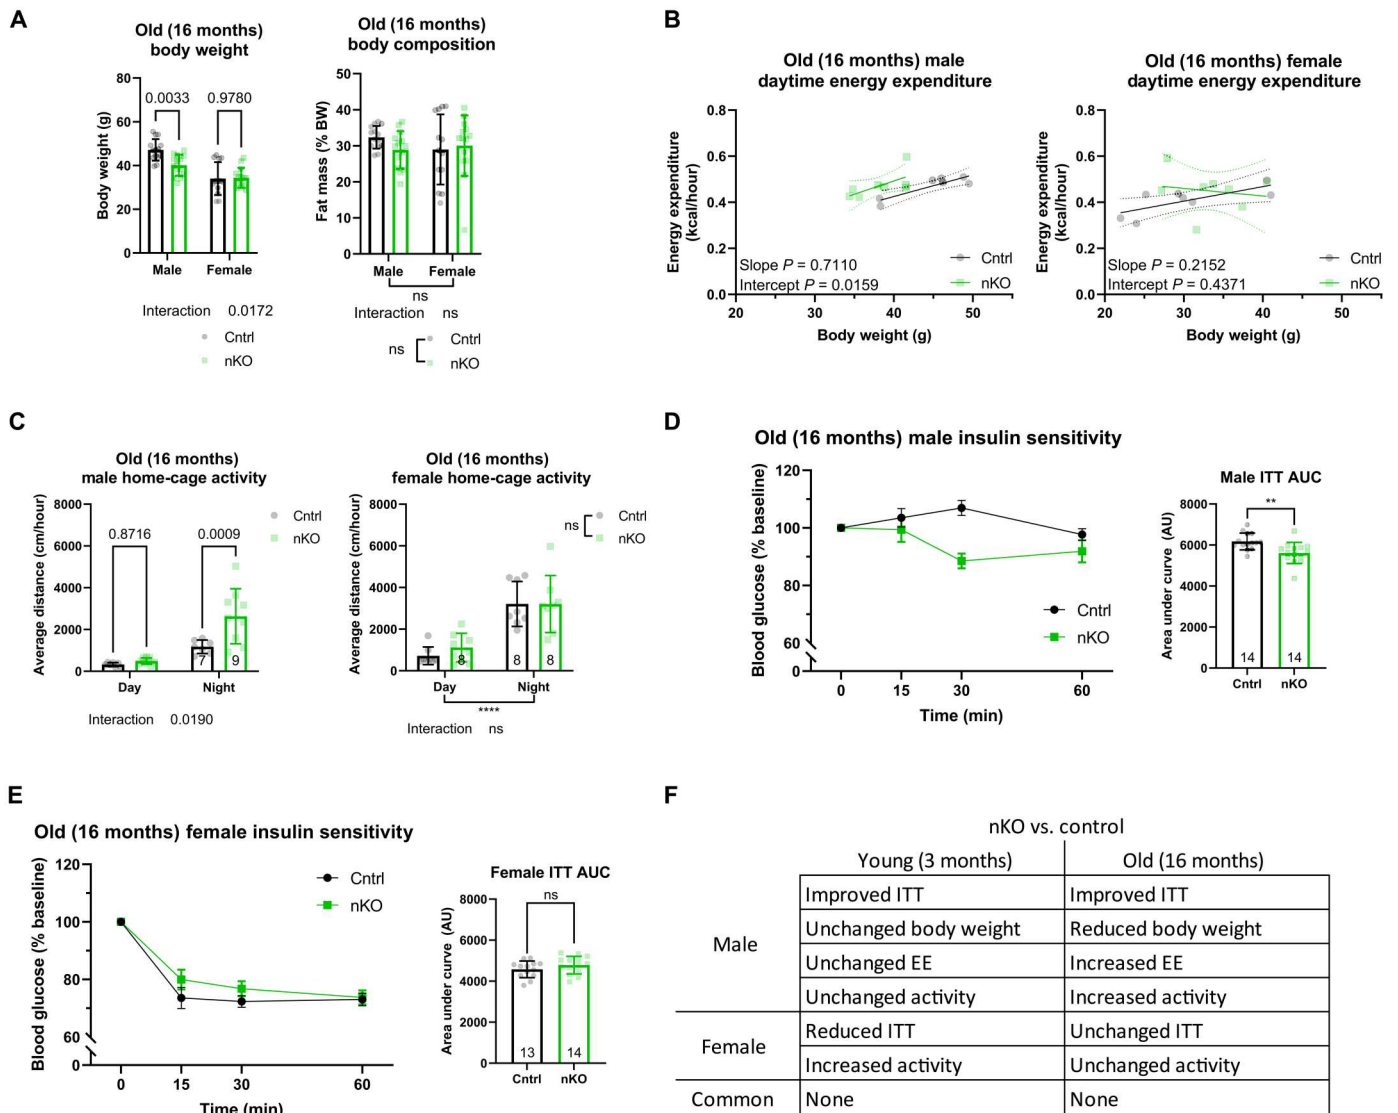 A
Old (16 months)
body weight
Body weight (g)
80
60
40
20
0
0.0033
0.9780
Male
Female
Interaction 0.0172
Cntrl
nKO
Old (16 months)
body composition
Fat mass (% BW)
50
40
30
20
10
0
Male
Female
ns
Interaction ns
ns
Cntrl
nKO
B
Old (16 months) male
daytime energy expenditure
Energy expenditure
(kcal/hour)
0.8
0.6
0.4
0.2
0.0
Slope P = 0.7110
Intercept P = 0.0159
Cntrl
nKO
20
30
40
50
Body weight (g)
Old (16 months) female
daytime energy expenditure
Energy expenditure
(kcal/hour)
0.8
0.6
0.4
0.2
0.0
Slope P = 0.2152
Intercept P = 0.4371
Cntrl
nKO
20
30
40
50
Body weight (g)
C
Old (16 months)
male home-cage activity
Average distance (cm/hour)
8000
6000
4000
2000
0
0.8716
0.0009
7
9
Day
Night
Cntrl
nKO
Interaction 0.0190
Old (16 months)
female home-cage activity
Average distance (cm/hour)
8000
6000
4000
2000
0
8
8
8
Day
Night
****
Interaction ns
ns
Cntrl
nKO
D
Old (16 months) male insulin sensitivity
Blood glucose (% baseline)
120
100
80
60
0
Cntrl
nKO
0
15
30
60
Time (min)
Male ITT AUC
Area under curve (AU)
8000
6000
4000
2000
0
**
14
14
Cntrl
nKO
E
Old (16 months) female insulin sensitivity
Blood glucose (% baseline)
120
100
80
60
0
Cntrl
nKO
0
15
30
60
Time (min)
Female ITT AUC
Area under curve (AU)
8000
6000
4000
2000
0
ns
13
14
Cntrl
nKO
F
nKO vs. control
Young (3 months)
Old (16 months)
Male
Improved ITT
Improved ITT
Unchanged body weight
Reduced body weight
Unchanged EE
Increased EE
Unchanged activity
Increased activity
Female
Reduced ITT
Unchanged ITT
Increased activity
Unchanged activity
Common
None
None